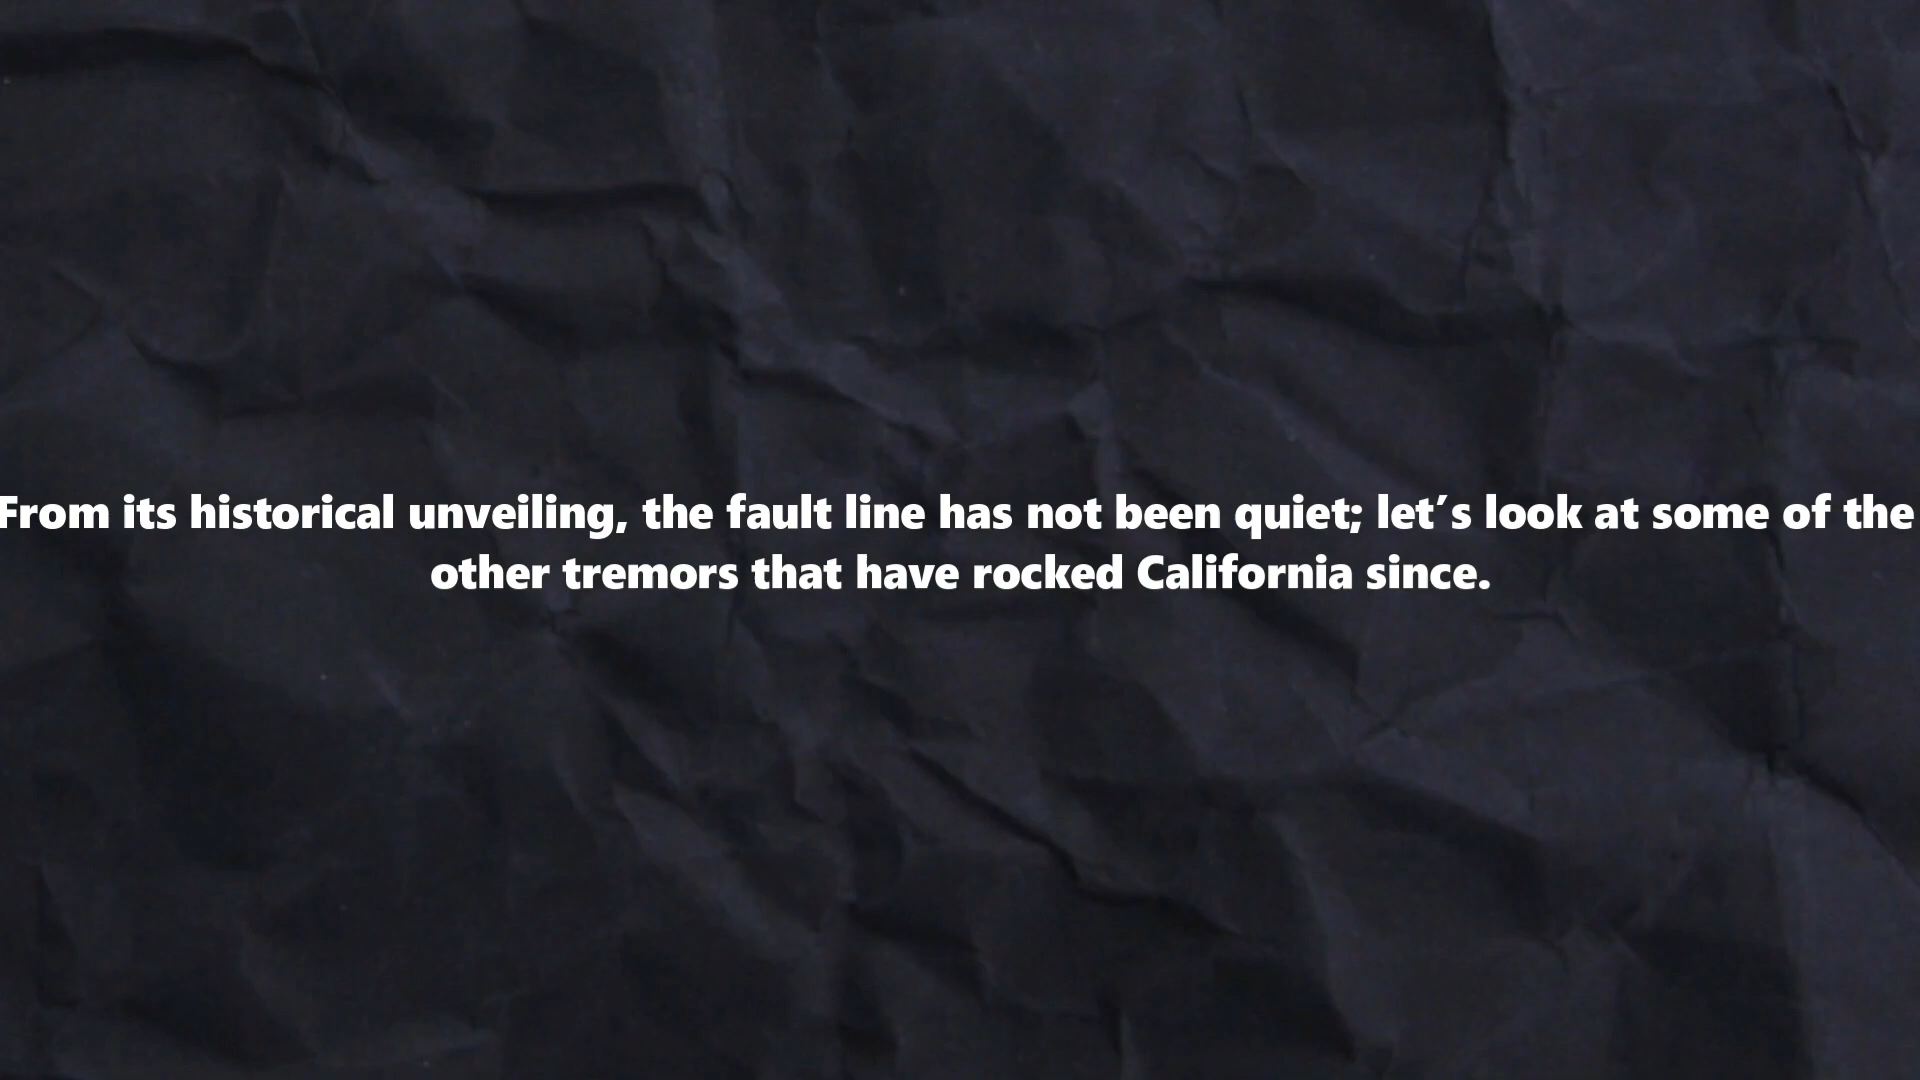 From its historical unveiling, the fault line has not been quiet; let’s look at some of the
other tremors that have rocked California since.